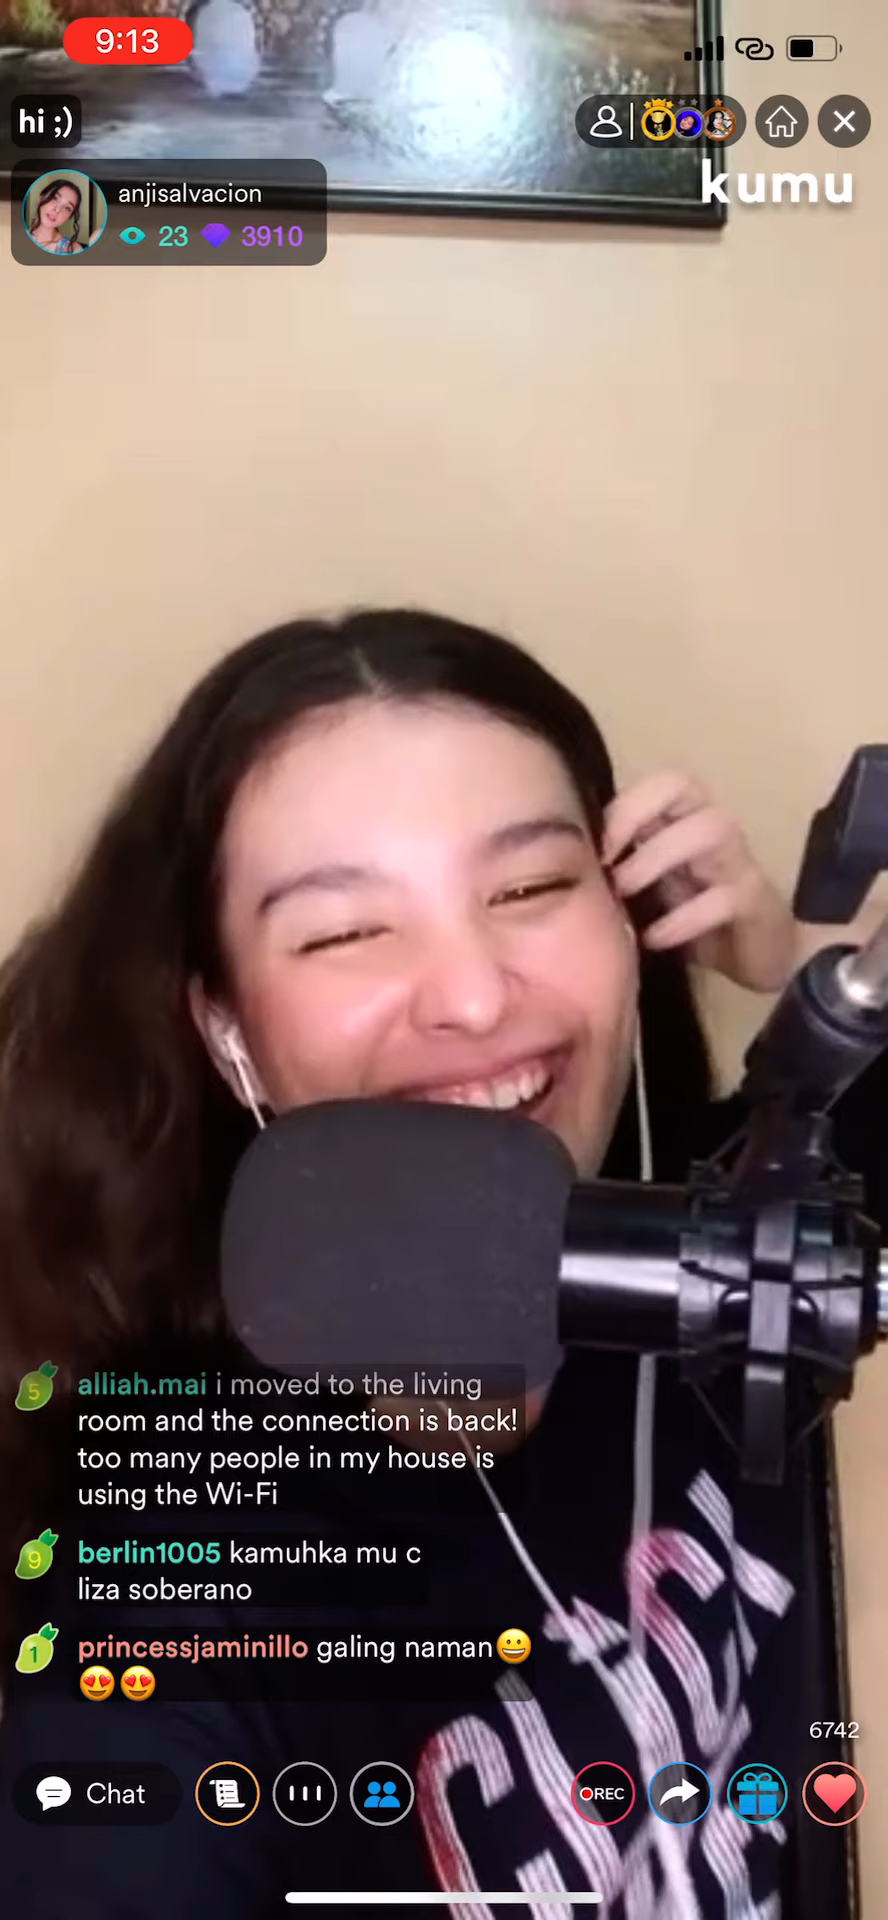 9:13
hi ;)
kumu
anjisalvacion
23 3910
5 alliah.mai i moved to the living
room and the connection is back!
too many people in my house is
using the Wi-Fi
9 berlin1005 kamuhka mu c
liza soberano
1 princessjaminillo galing naman😀
😍😍
6742
Chat
REC